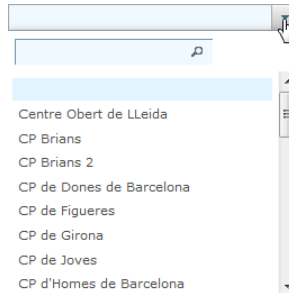 Centre Obert de LLeida
CP Brians
CP Brians 2
CP de Dones de Barcelona
CP de Figueres
CP de Girona
CP de Joves
CP d'Homes de Barcelona